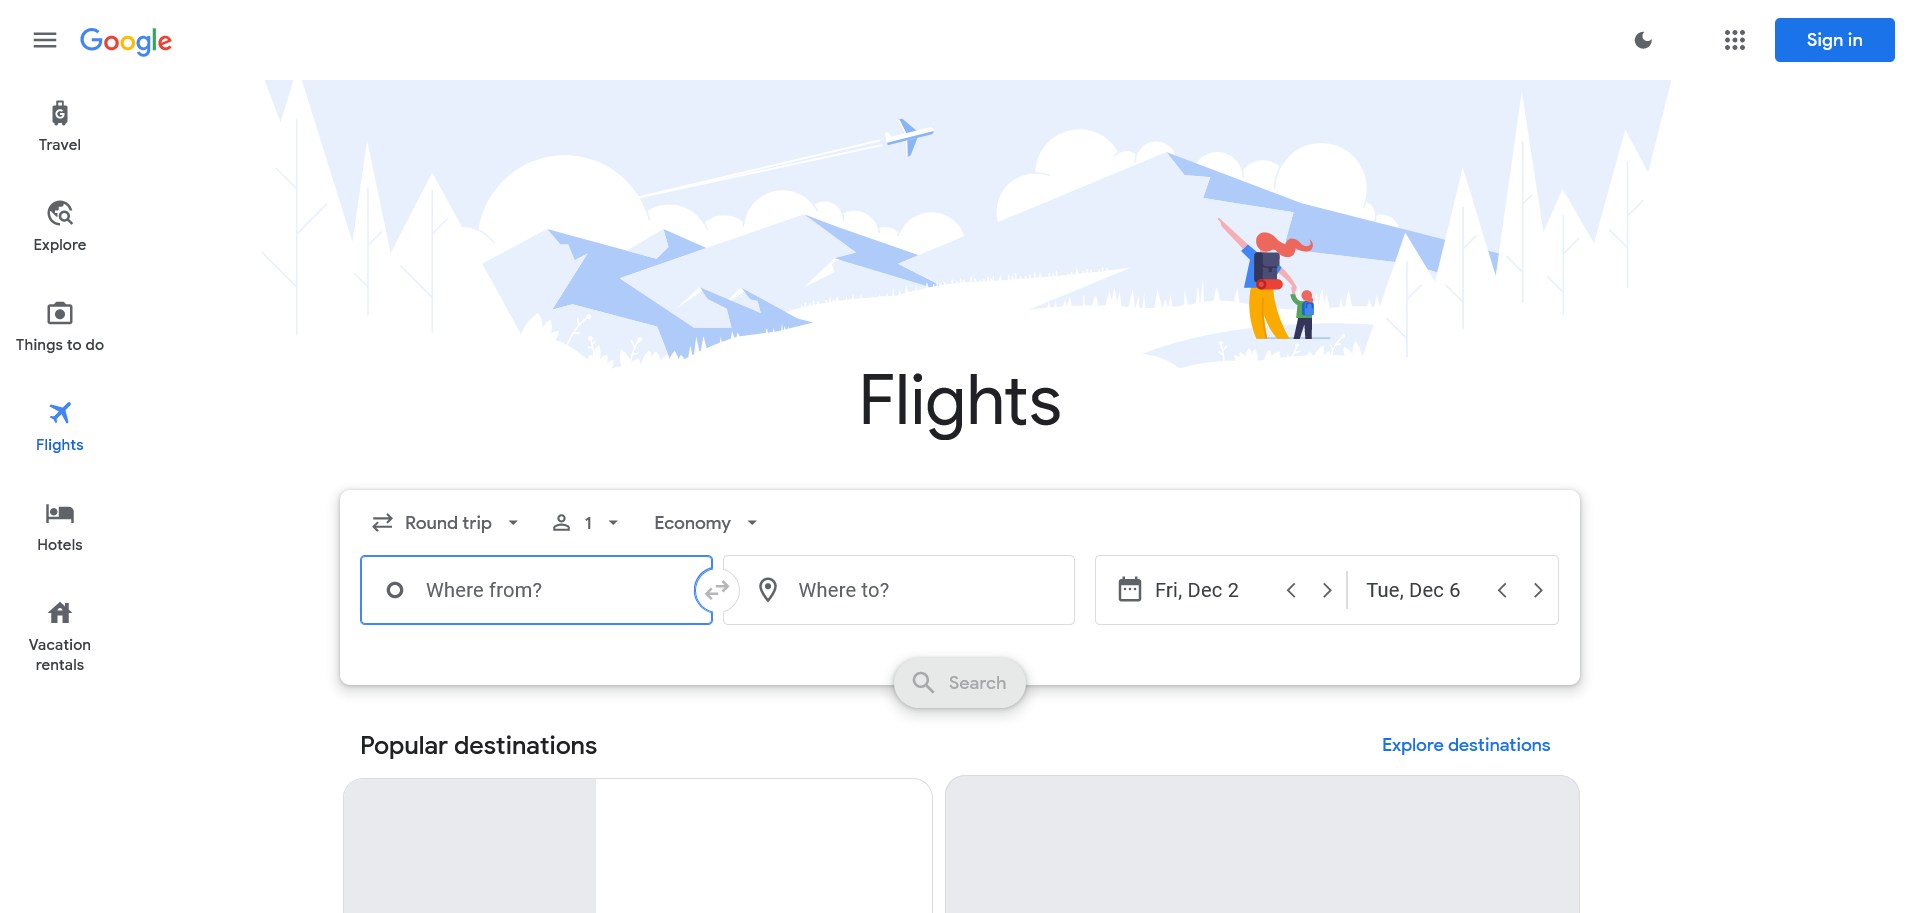 Google
Sign in
Travel
Explore
Things to do
Flights
Hotels
Vacation
rentals
Flights
Round trip 1 Economy
Where from? Where to? Fri, Dec 2 Tue, Dec 6
Search
Popular destinations Explore destinations